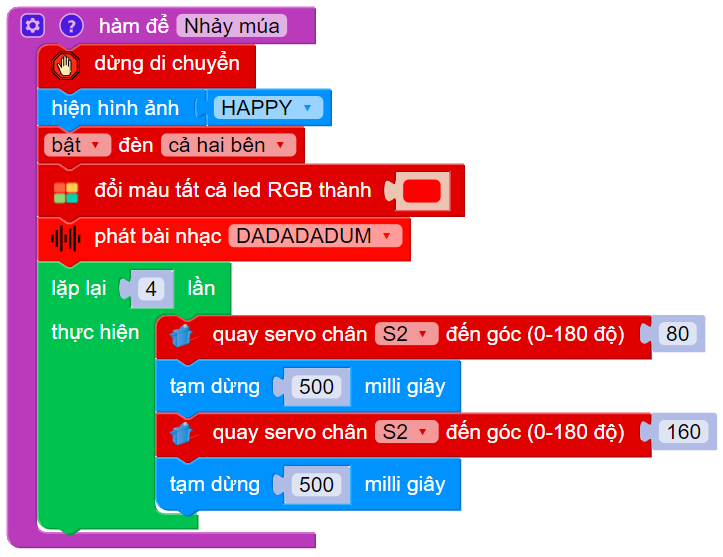 ? hàm để Nhảy múa
dừng di chuyển
hiện hình ảnh HAPPY
bật đèn cả hai bên
đổi màu tất cả led RGB thành
phát bài nhạc DADADADUM
lặp lại 4 lần
thực hiện quay servo chân S2 đến góc (0-180 độ) 80
tạm dừng 500 milli giây
quay servo chân S2 đến góc (0-180 độ) 160
tạm dừng 500 milli giây